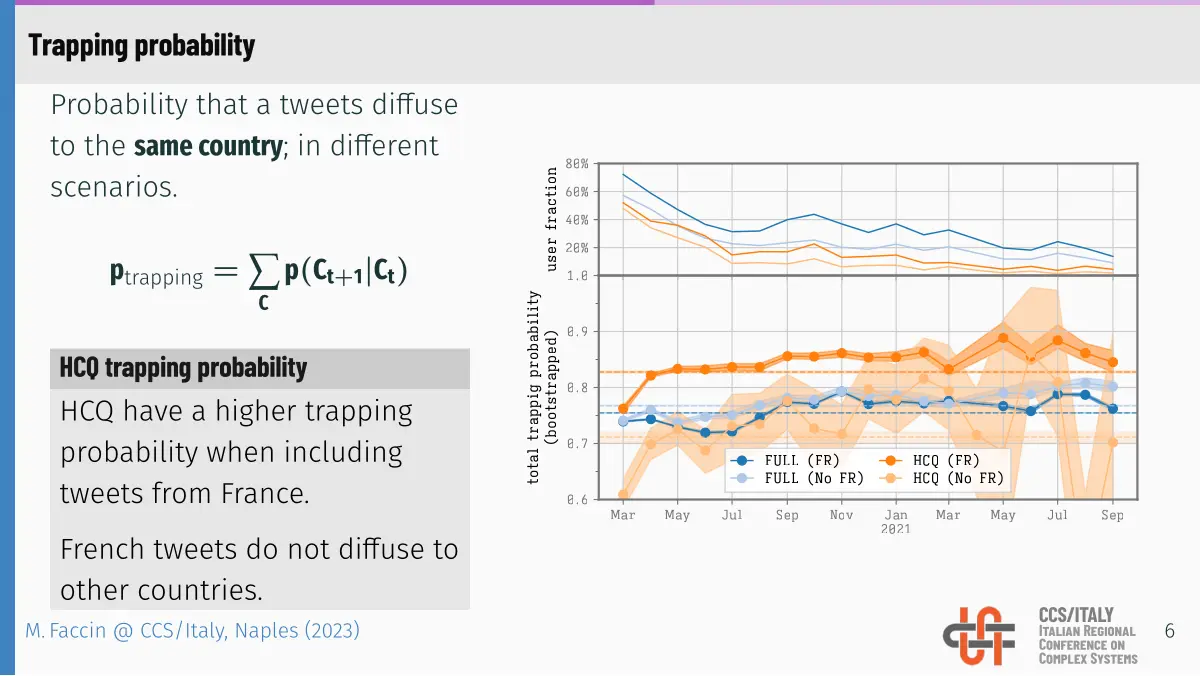 Trapping probability
Probability that a tweets diffuse
to the same country; in different
scenarios.
p_trapping = ∑_C p(C_t+1|C_t)
HCQ trapping probability
HCQ have a higher trapping
probability when including
tweets from France.
French tweets do not diffuse to
other countries.
80%
60%
40%
20%
user fraction
1.0
0.9
0.8
0.7
0.6
total trappig probability
(bootstrapped)
FULL (FR)
FULL (No FR)
HCQ (FR)
HCQ (No FR)
Mar May Jul Sep Nov Jan Mar May Jul Sep
2021
M. Faccin @ CCS/Italy, Naples (2023)
CCS/ITALY
Italian Regional
Conference on
Complex Systems
6